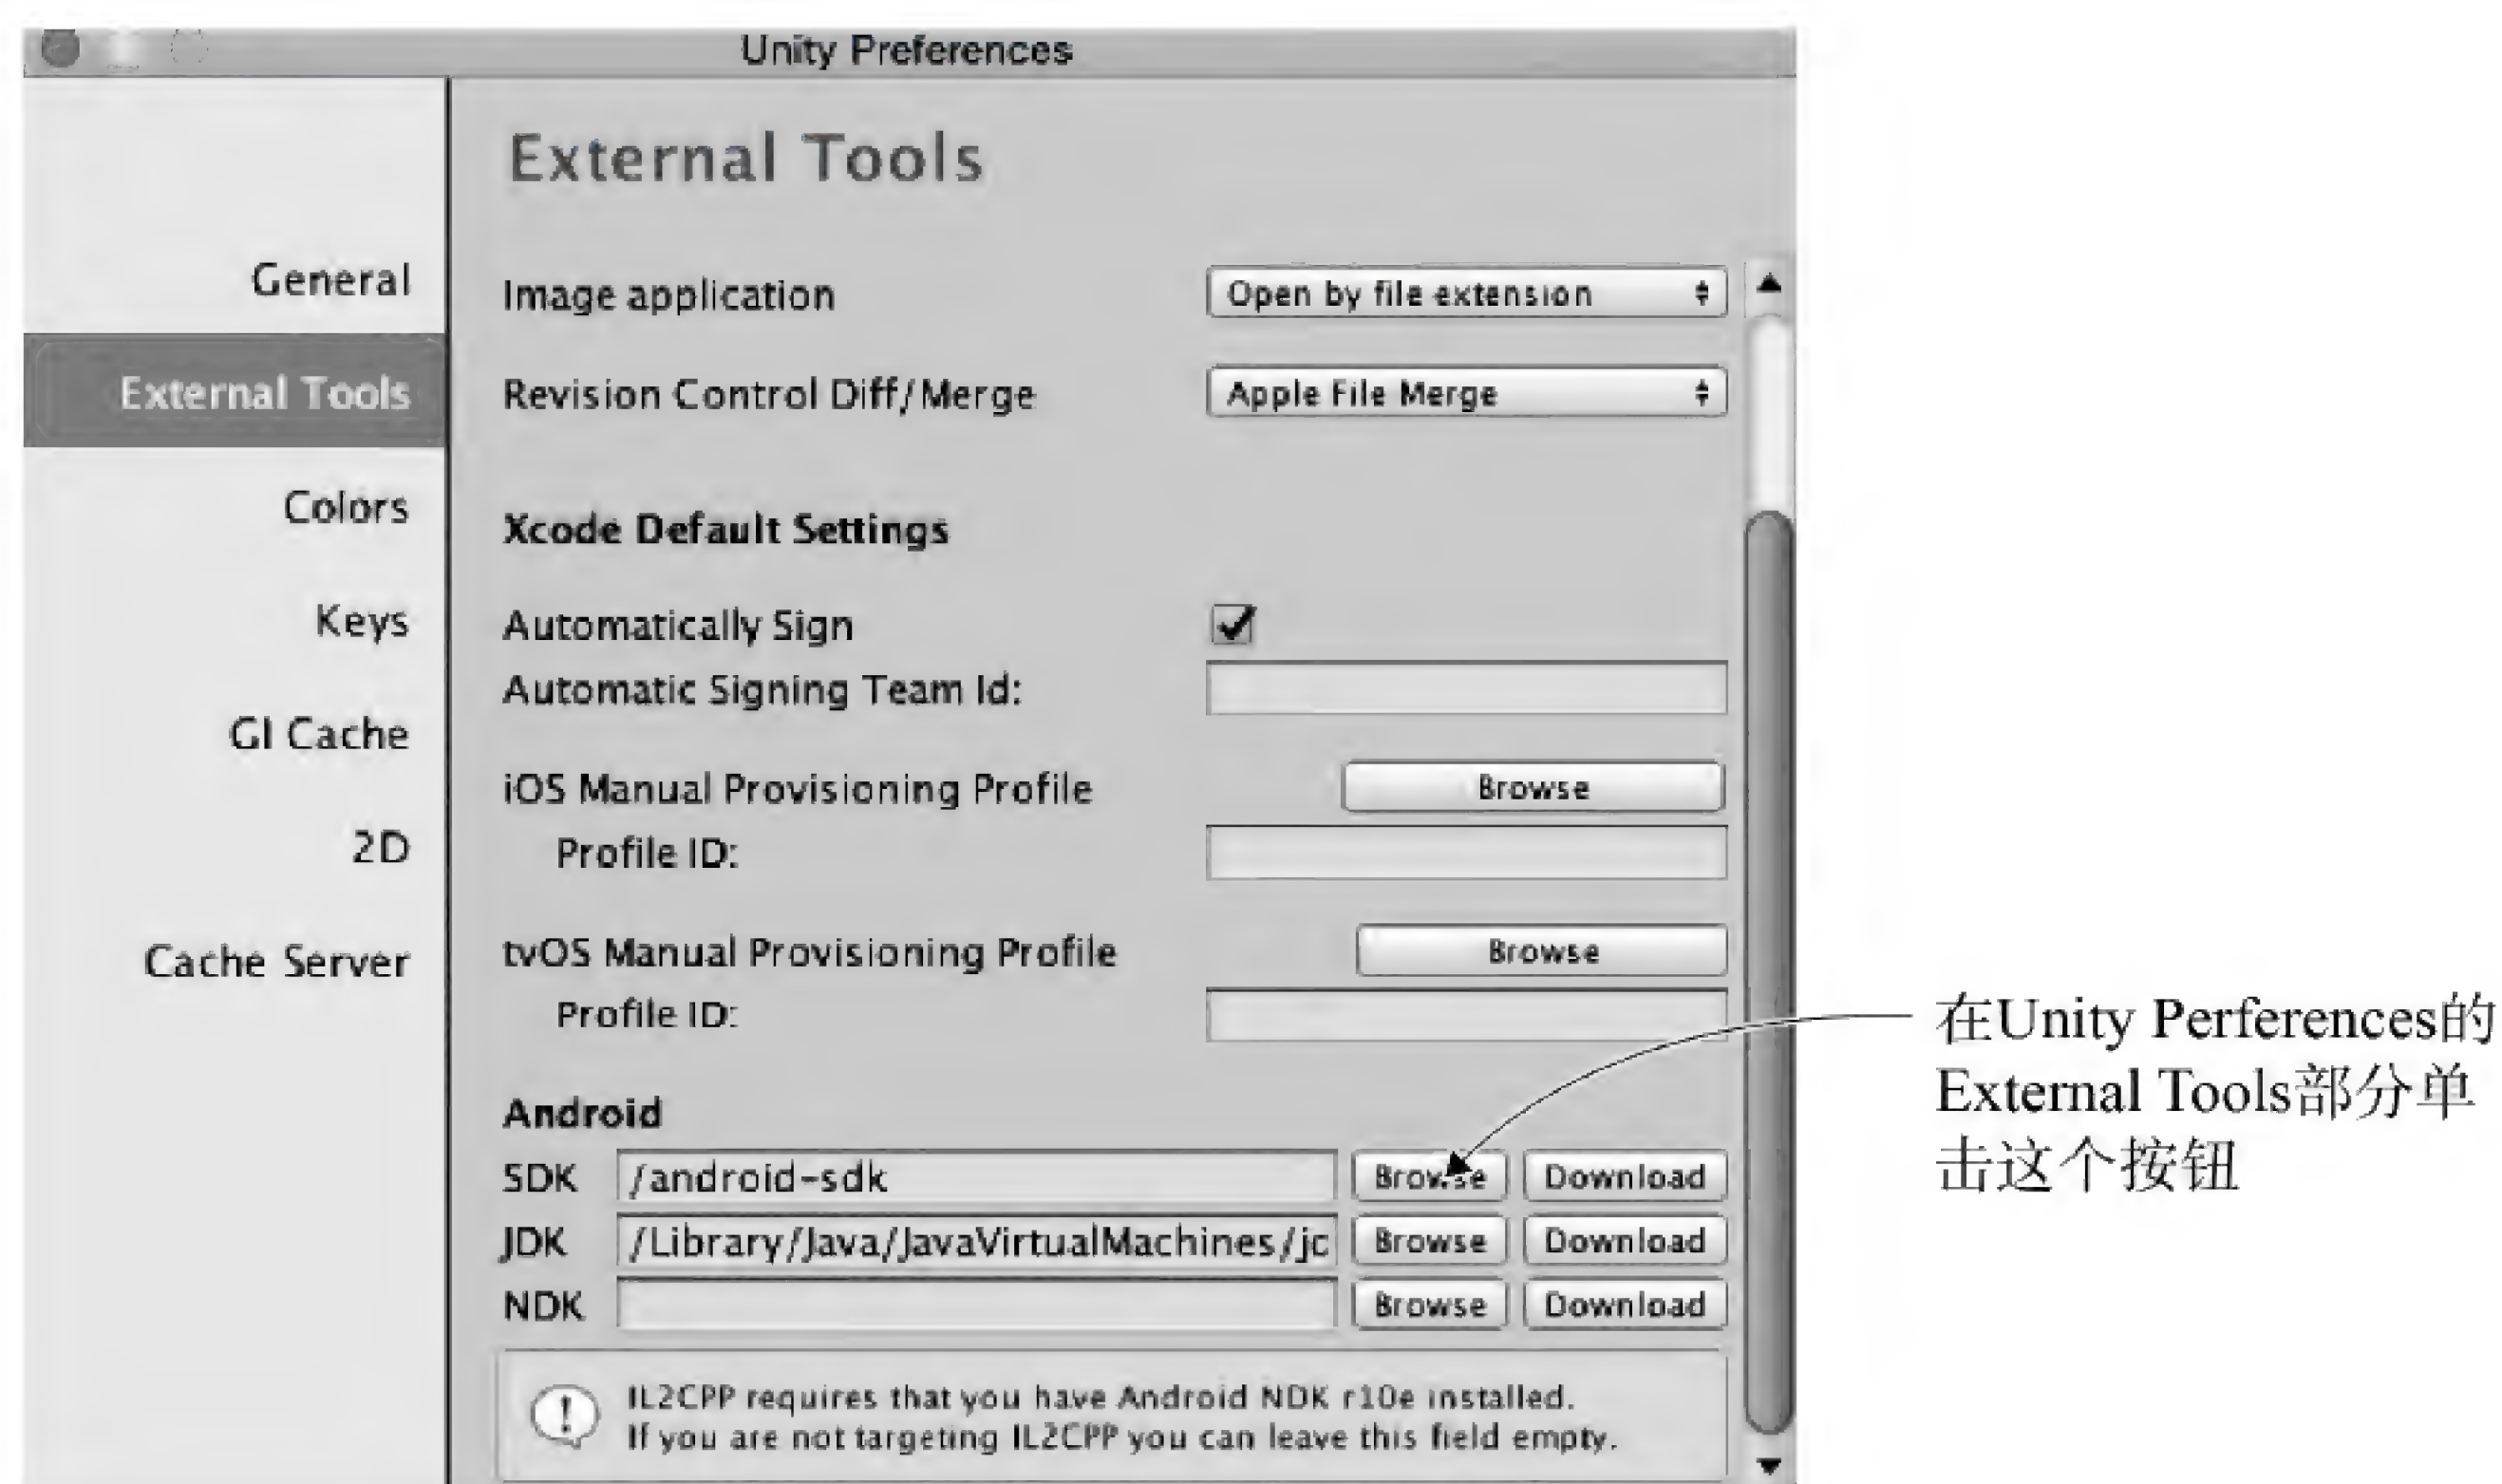 Unity Preferences
External Tools
General
External Tools
Colors
Keys
GI Cache
2D
Cache Server
Image application Open by file extension
Revision Control Diff/Merge Apple File Merge
Xcode Default Settings
Automatically Sign
Automatic Signing Team Id:
iOS Manual Provisioning Profile Browse
Profile ID:
tvOS Manual Provisioning Profile Browse
Profile ID:
Android
SDK /android-sdk Browse Download
JDK /Library/Java/JavaVirtualMachines/jc Browse Download
NDK Browse Download
IL2CPP requires that you have Android NDK r10e installed.
If you are not targeting IL2CPP you can leave this field empty.
在Unity Perferences的
External Tools部分单
击这个按钮